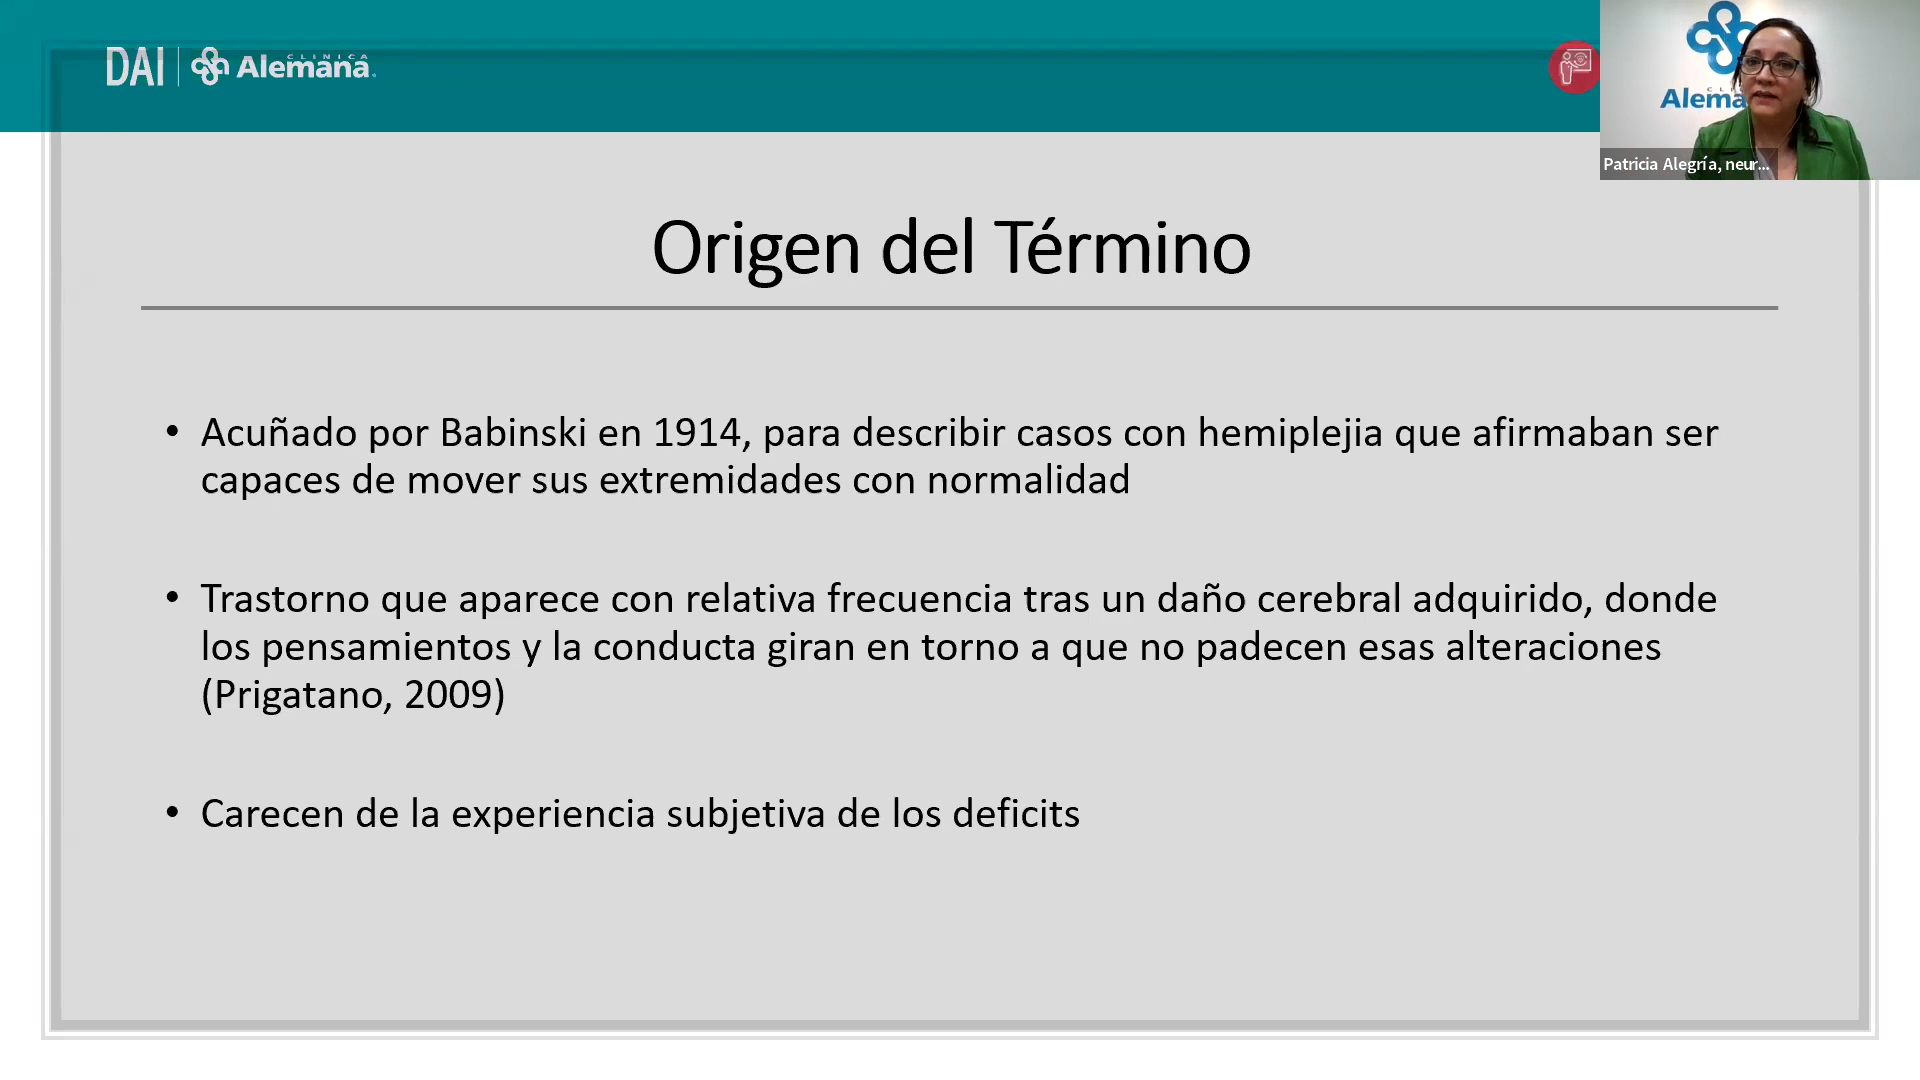 DAI
CLINICA
Alemana
Alema
Patricia Alegría, neur...
Origen del Término
• Acuñado por Babinski en 1914, para describir casos con hemiplejia que afirmaban ser
capaces de mover sus extremidades con normalidad
• Trastorno que aparece con relativa frecuencia tras un daño cerebral adquirido, donde
los pensamientos y la conducta giran en torno a que no padecen esas alteraciones
(Prigatano, 2009)
• Carecen de la experiencia subjetiva de los deficits